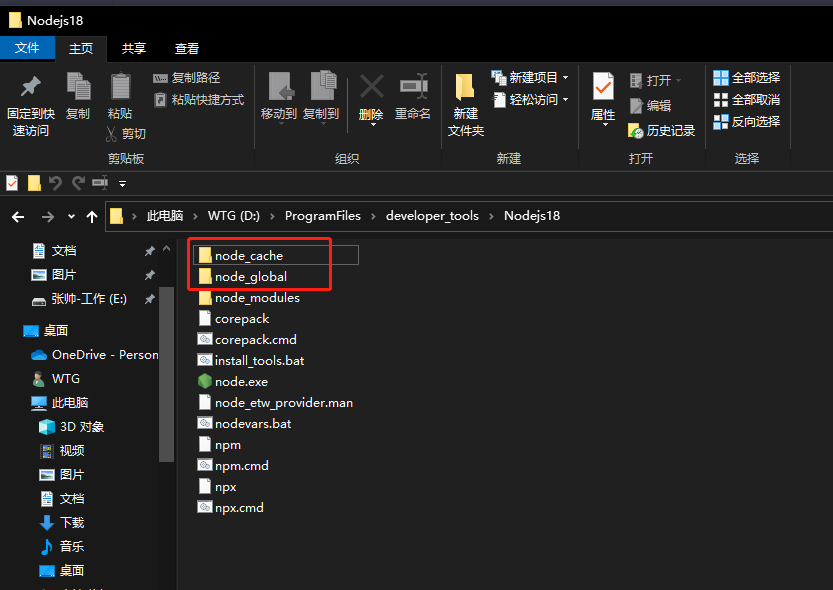 Nodejs18
文件 主页 共享 查看
固定到快速访问
复制
粘贴
复制路径
粘贴快捷方式
剪切
剪贴板
移动到
复制到
删除
重命名
组织
新建文件夹
新建项目
轻松访问
新建
属性
打开
编辑
历史记录
打开
全部选择
全部取消
反向选择
选择
此电脑 WTG (D:) ProgramFiles developer_tools Nodejs18
文档
图片
张帅-工作 (E:)
桌面
OneDrive - Person
WTG
此电脑
3D 对象
视频
图片
文档
下载
音乐
桌面
node_cache
node_global
node_modules
corepack
corepack.cmd
install_tools.bat
node.exe
node_etw_provider.man
nodevars.bat
npm
npm.cmd
npx
npx.cmd